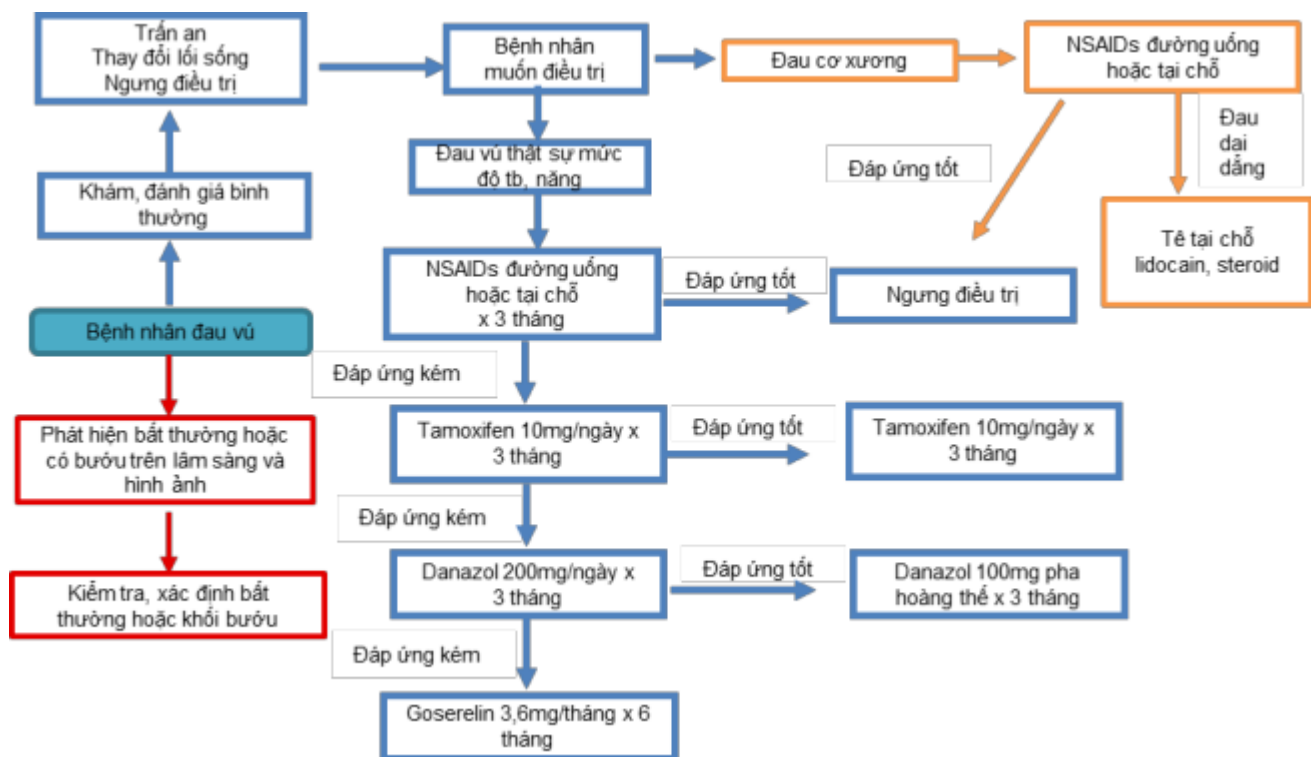 Trấn an
Thay đổi lối sống
Ngưng điều trị
Bệnh nhân
muốn điều trị
Đau cơ xương
NSAIDs đường uống
hoặc tại chỗ
Đáp ứng tốt
Đau
dai
dẳng
Khám, đánh giá bình
thường
Đau vú thật sự mức
độ tb, năng
Tê tại chỗ
lidocain, steroid
NSAIDs đường uống
hoặc tại chỗ
x 3 tháng
Đáp ứng tốt
Ngưng điều trị
Bệnh nhân đau vú
Đáp ứng kém
Phát hiện bất thường hoặc
có bướu trên lâm sàng và
hình ảnh
Tamoxifen 10mg/ngày x
3 tháng
Đáp ứng tốt
Tamoxifen 10mg/ngày x
3 tháng
Đáp ứng kém
Kiểm tra, xác định bất
thường hoặc khối bướu
Danazol 200mg/ngày x
3 tháng
Đáp ứng tốt
Danazol 100mg pha
hoàng thể x 3 tháng
Đáp ứng kém
Goserelin 3,6mg/tháng x 6
tháng